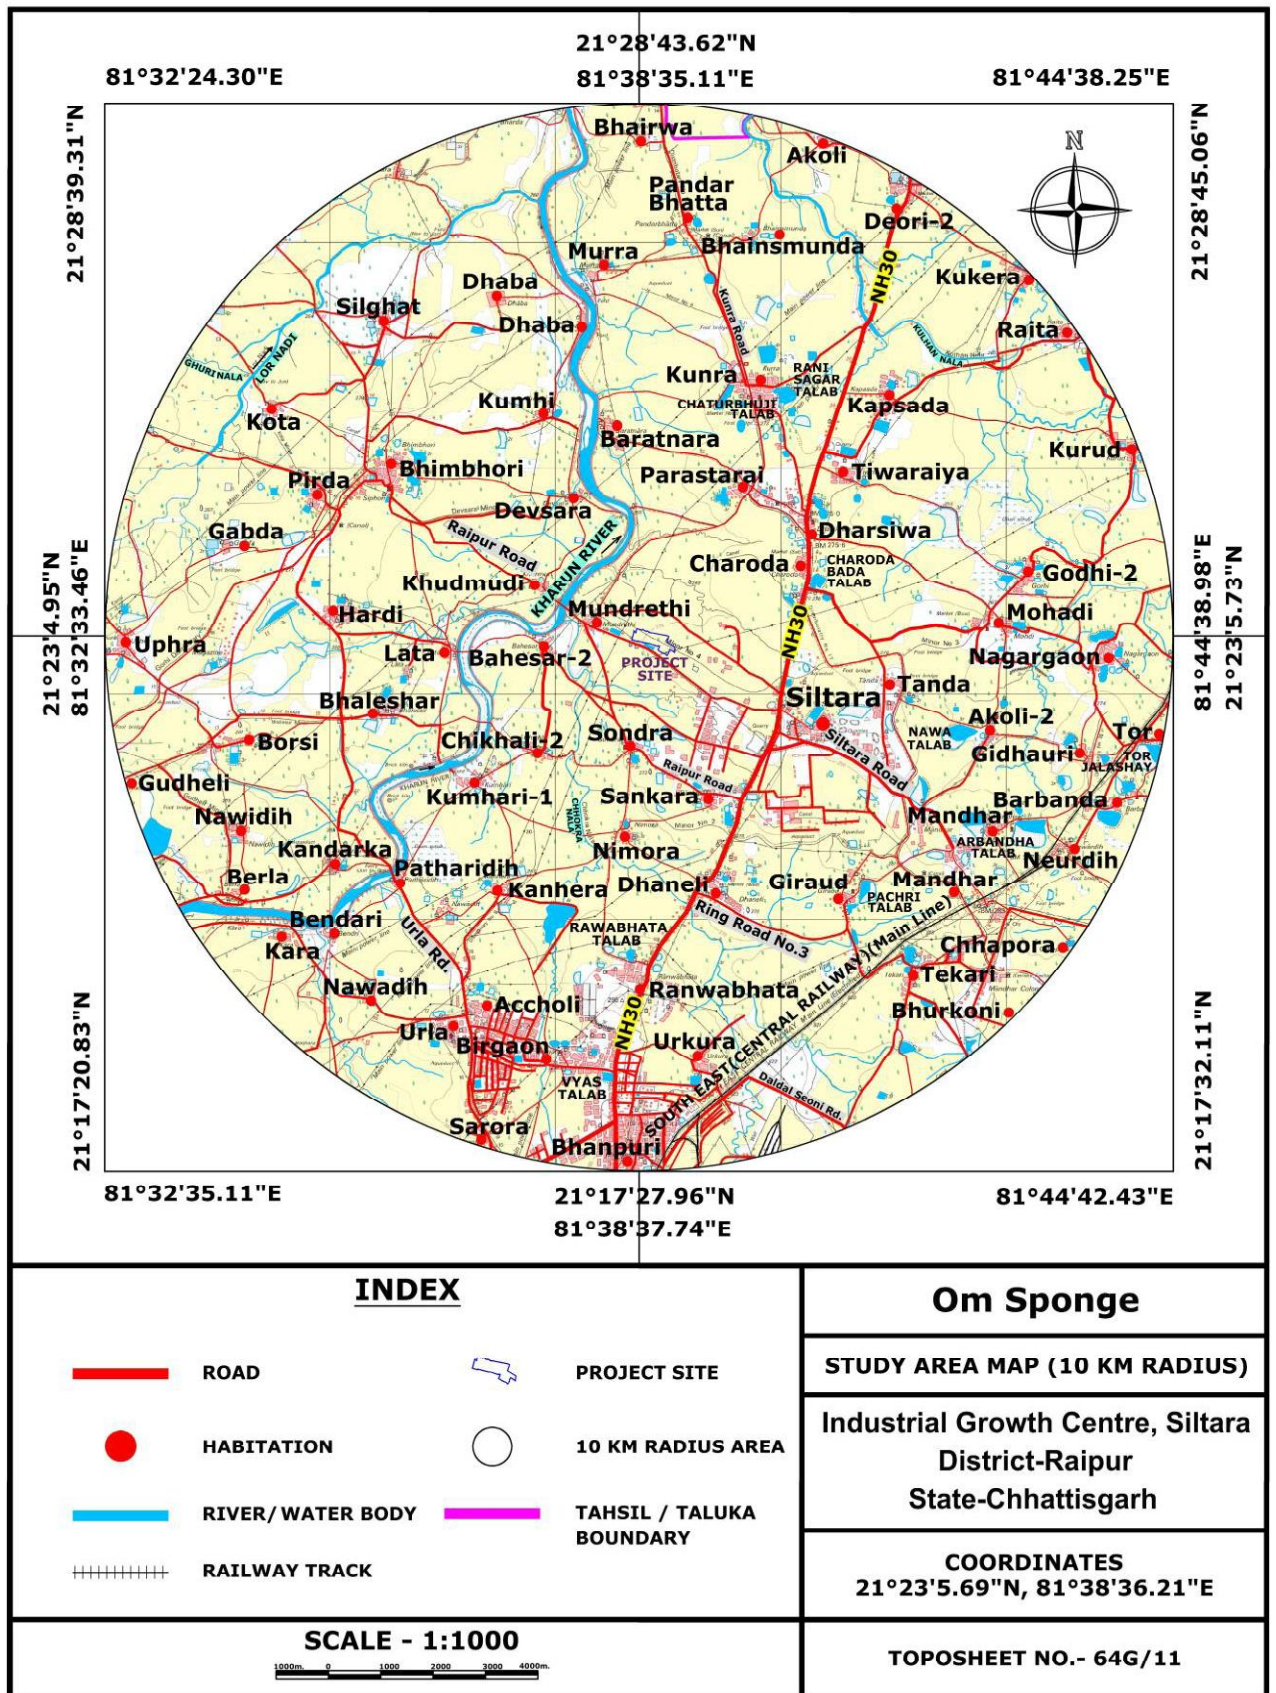 21°28'43.62"N
81°32'24.30"E
81°38'35.11"E
81°44'38.25"E
21°28'39.31"N
21°28'45.06"N
N
Bhairwa
Akoli
Pandar
Bhatta
Deori-2
Bhainsmunda
Murra
Kukera
Dhaba
NH30
Silghat
Dhaba
Kunra Road
Raita
KULHAN NALA
GHURI NALA
LOR NADI
Kunra
RANI
SAGAR
TALAB
Kumhi
CHATURBHUJI
TALAB
Kapsada
Kota
Baratnara
Kurud
Bhimbhori
Parastarai
Tiwaraiya
Pirda
Devsara
Gabda
Raipur Road
Dharsiwa
KHARUN RIVER
Charoda
CHARODA
BADA
TALAB
Godhi-2
Khudmudi
Hardi
Mundrethi
Mohadi
NH30
21°23'4.95"N
81°32'33.46"E
81°44'38.98"E
21°23'5.73"N
Uphra
Lata
Bahesar-2
PROJECT
SITE
Nagargaon
Siltara
Tanda
Bhaleshar
Akoli-2
Borsi
Chikhali-2
Sondra
NAWA
TALAB
Tor
Gidhauri
Siltara Road
TOR
JALASHAY
Gudheli
Raipur Road
Kumhari-1
Sankara
Barbanda
CHHOKRA
NALA
Nawidih
Mandhar
Nimora
ARBANDHA
TALAB
Kandarka
Neurdih
Patharidih
Berla
Kanhera
Dhaneli
Giraud
Mandhar
PACHRI
TALAB
Bendari
Urla Rd.
RAWABHATA
TALAB
Ring Road No.3
Kara
Chhapora
Tekari
Nawadih
Ranwabhata
Accholi
Bhurkoni
NH30
Urla
Birgaon
Urkura
SOUTH EAST(CENTRAL RAILWAY)(Main Line)
VYAS
TALAB
Daldal Seoni Rd.
Sarora
Bhanpuri
21°17'20.83"N
21°17'32.11"N
81°32'35.11"E
21°17'27.96"N
81°44'42.43"E
81°38'37.74"E
INDEX
ROAD
PROJECT SITE
HABITATION
10 KM RADIUS AREA
RIVER/ WATER BODY
TAHSIL / TALUKA
BOUNDARY
RAILWAY TRACK
SCALE - 1:1000
1000m. 0 1000 2000 3000 4000m.
Om Sponge
STUDY AREA MAP (10 KM RADIUS)
Industrial Growth Centre, Siltara
District-Raipur
State-Chhattisgarh
COORDINATES
21°23'5.69"N, 81°38'36.21"E
TOPOSHEET NO.- 64G/11